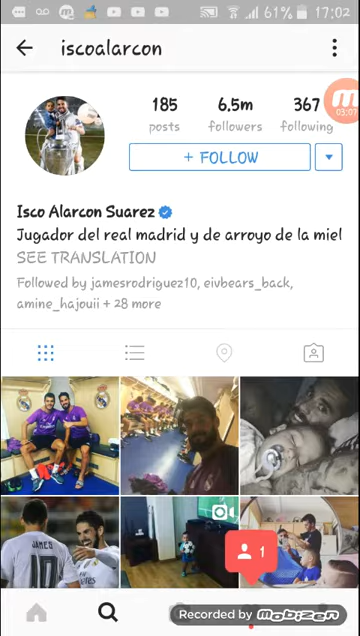 61% 17:02
iscoalarcon
185 6.5m 367
posts followers following
03:07
+ FOLLOW
Isco Alarcon Suarez
Jugador del real madrid y de arroyo de la miel
SEE TRANSLATION
Followed by jamesrodriguez10, eivbears_back,
amine_hajouii + 28 more
JAMES
10
1
Recorded by mobizen